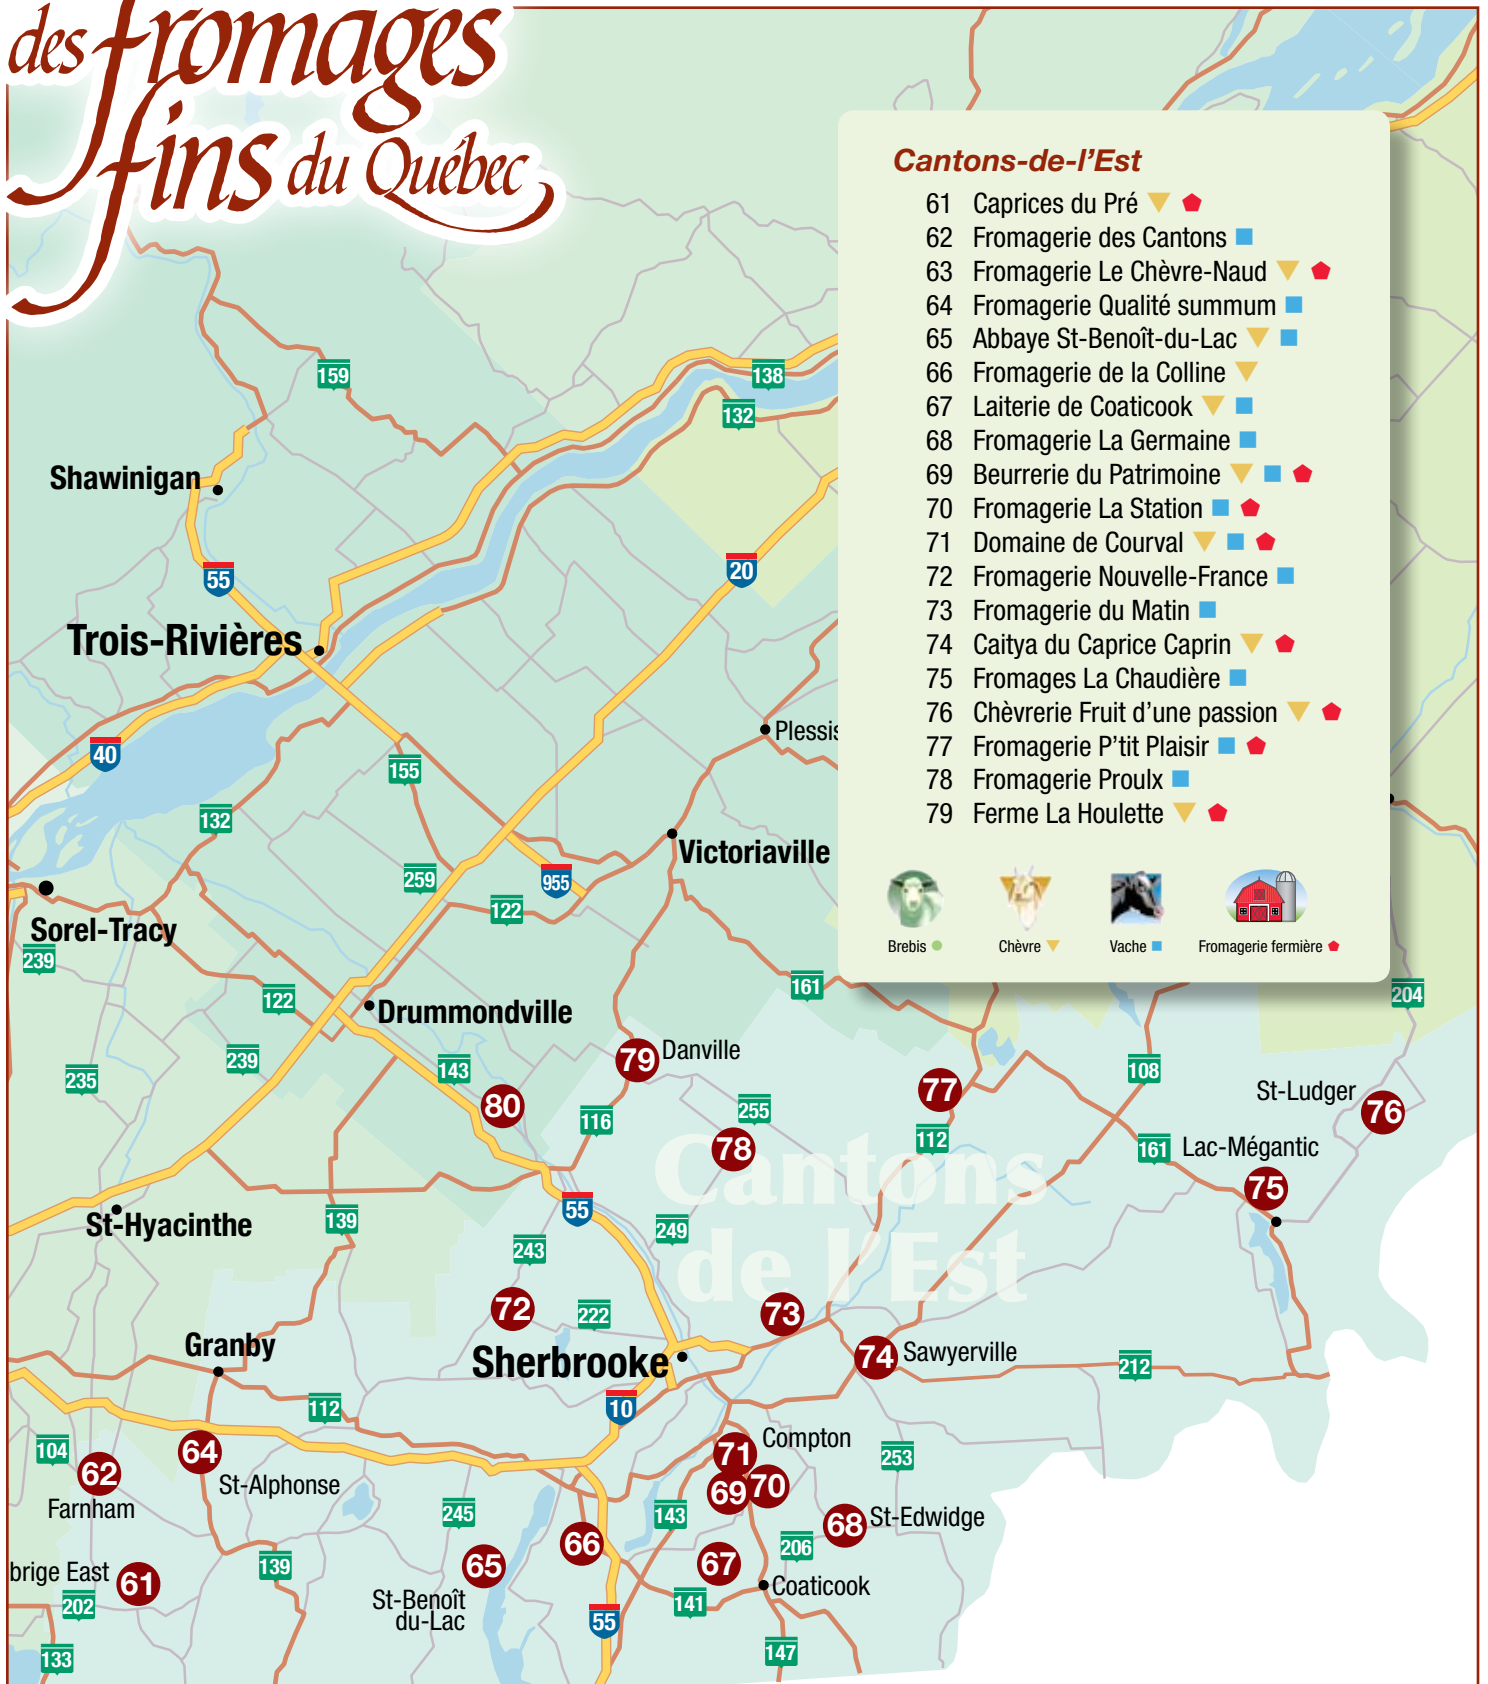 des fromages
fins du Québec
Cantons-de-l'Est
61 Caprices du Pré
62 Fromagerie des Cantons
63 Fromagerie Le Chèvre-Naud
64 Fromagerie Qualité summum
65 Abbaye St-Benoît-du-Lac
66 Fromagerie de la Colline
67 Laiterie de Coaticook
68 Fromagerie La Germaine
69 Beurrerie du Patrimoine
70 Fromagerie La Station
71 Domaine de Courval
72 Fromagerie Nouvelle-France
73 Fromagerie du Matin
74 Caitya du Caprice Caprin
75 Fromages La Chaudière
76 Chèvrerie Fruit d'une passion
77 Fromagerie P'tit Plaisir
78 Fromagerie Proulx
79 Ferme La Houlette
Brebis
Chèvre
Vache
Fromagerie fermière
159
138
132
Shawinigan
55
20
Trois-Rivières
Plessis
40
155
132
Victoriaville
259
955
122
Sorel-Tracy
239
161
204
122
Drummondville
239
143
79
Danville
235
80
116
255
77
108
St-Ludger
76
78
112
161
Lac-Mégantic
75
Cantons
de l'Est
55
St-Hyacinthe
139
249
243
72
222
73
Granby
Sherbrooke
74
Sawyerville
212
112
10
104
64
71
Compton
253
62
St-Alphonse
69
70
Farnham
245
143
68
St-Edwidge
66
206
brige East
61
139
65
67
202
St-Benoît
du-Lac
141
Coaticook
55
133
147